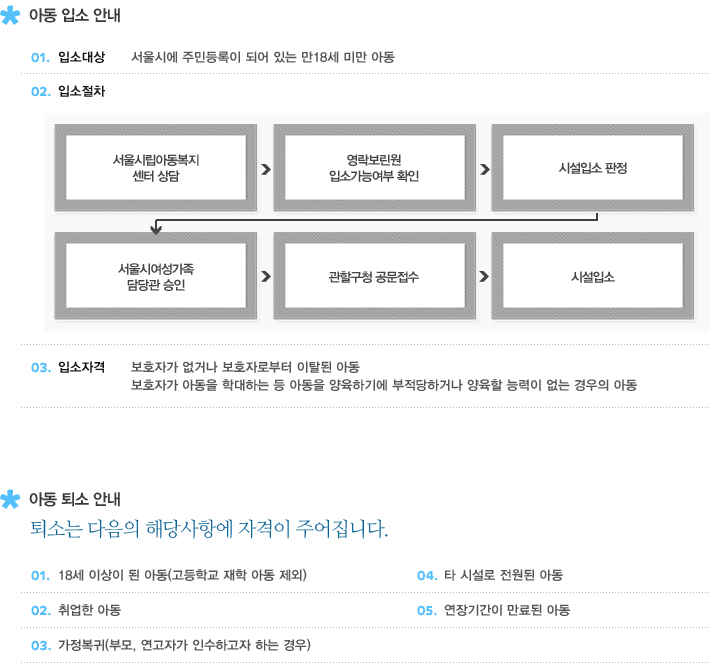 아동 입소 안내
01. 입소대상 서울시에 주민등록이 되어 있는 만18세 미만 아동
02. 입소절차
서울시립아동복지
센터 상담
영락보린원
입소가능여부 확인
시설입소 판정
서울시여성가족
담당관 승인
관할구청 공문접수
시설입소
03. 입소자격 보호자가 없거나 보호자로부터 이탈된 아동
보호자가 아동을 학대하는 등 아동을 양육하기에 부적당하거나 양육할 능력이 없는 경우의 아동
아동 퇴소 안내
퇴소는 다음의 해당사항에 자격이 주어집니다.
01. 18세 이상이 된 아동(고등학교 재학 아동 제외)
02. 취업한 아동
03. 가정복귀(부모, 연고자가 인수하고자 하는 경우)
04. 타 시설로 전원된 아동
05. 연장기간이 만료된 아동